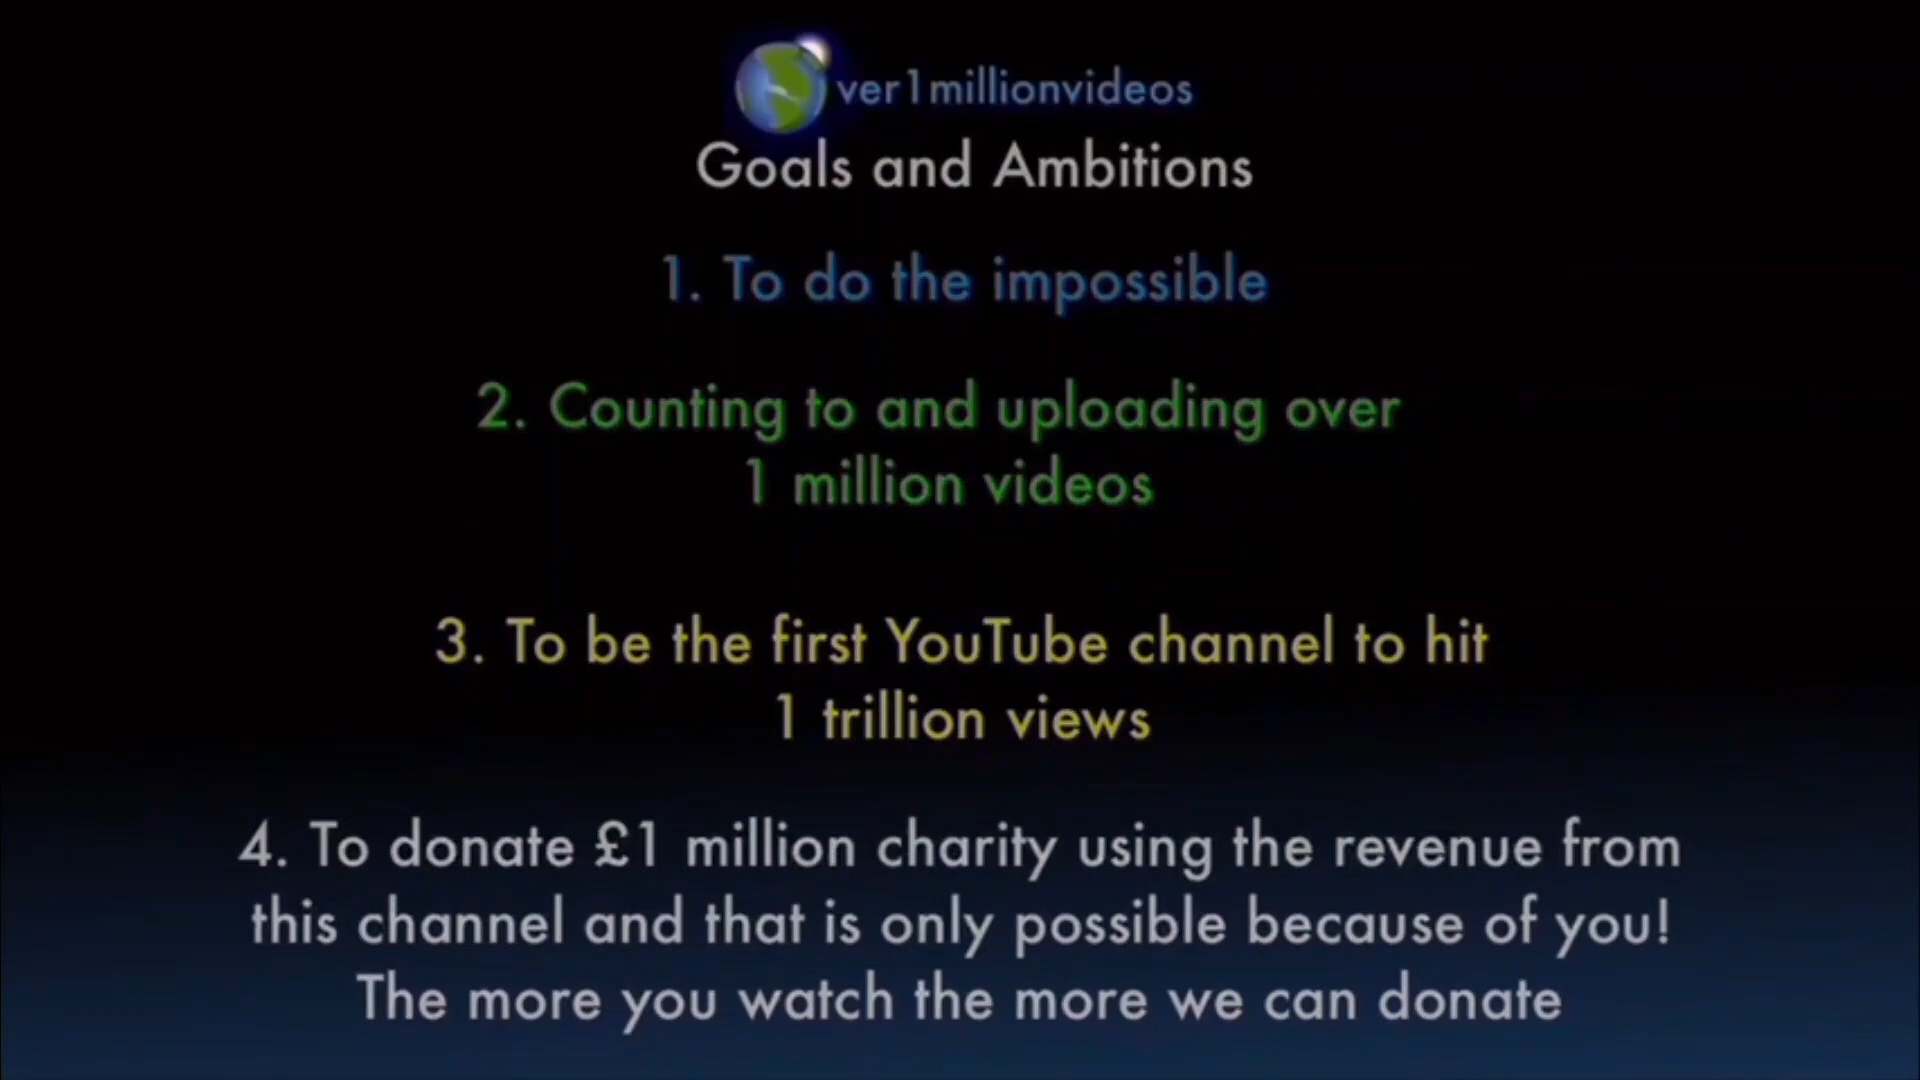 ver1millionvideos
Goals and Ambitions
1. To do the impossible
2. Counting to and uploading over
1 million videos
3. To be the first YouTube channel to hit
1 trillion views
4. To donate £1 million charity using the revenue from
this channel and that is only possible because of you!
The more you watch the more we can donate